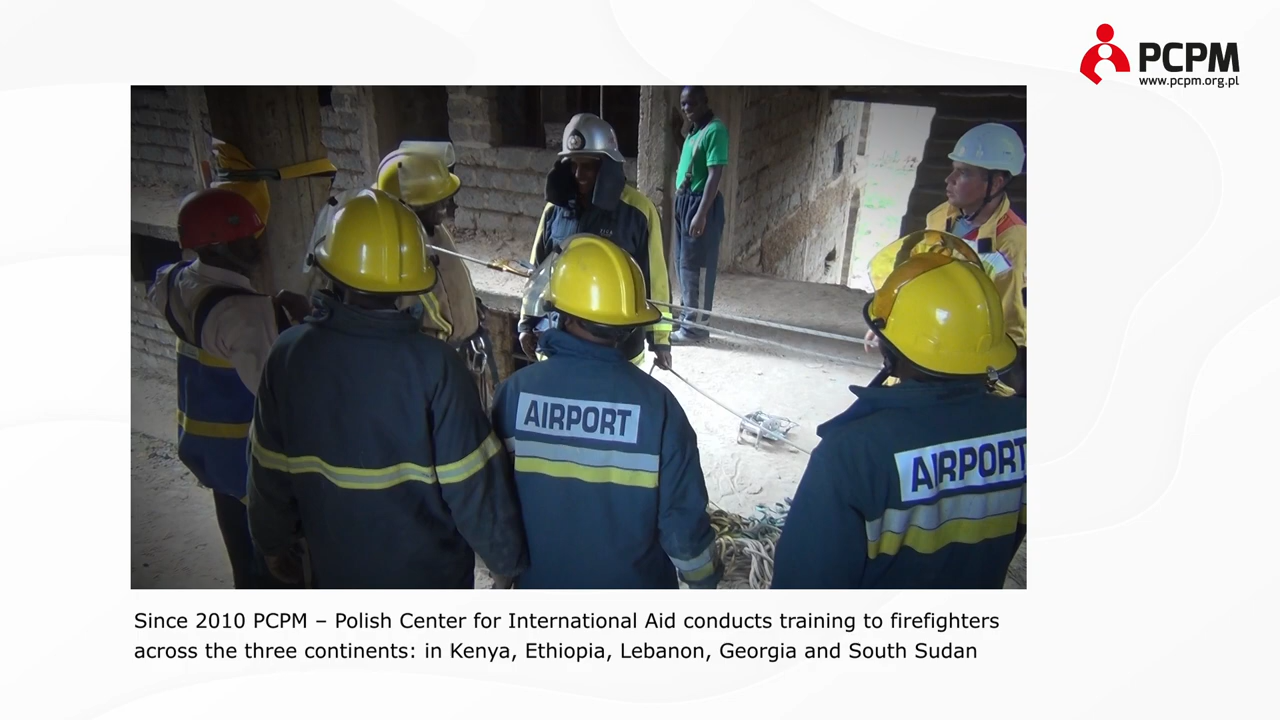 PCPM
www.pcpm.org.pl
AIRPORT
AIRPORT
Since 2010 PCPM – Polish Center for International Aid conducts training to firefighters
across the three continents: in Kenya, Ethiopia, Lebanon, Georgia and South Sudan